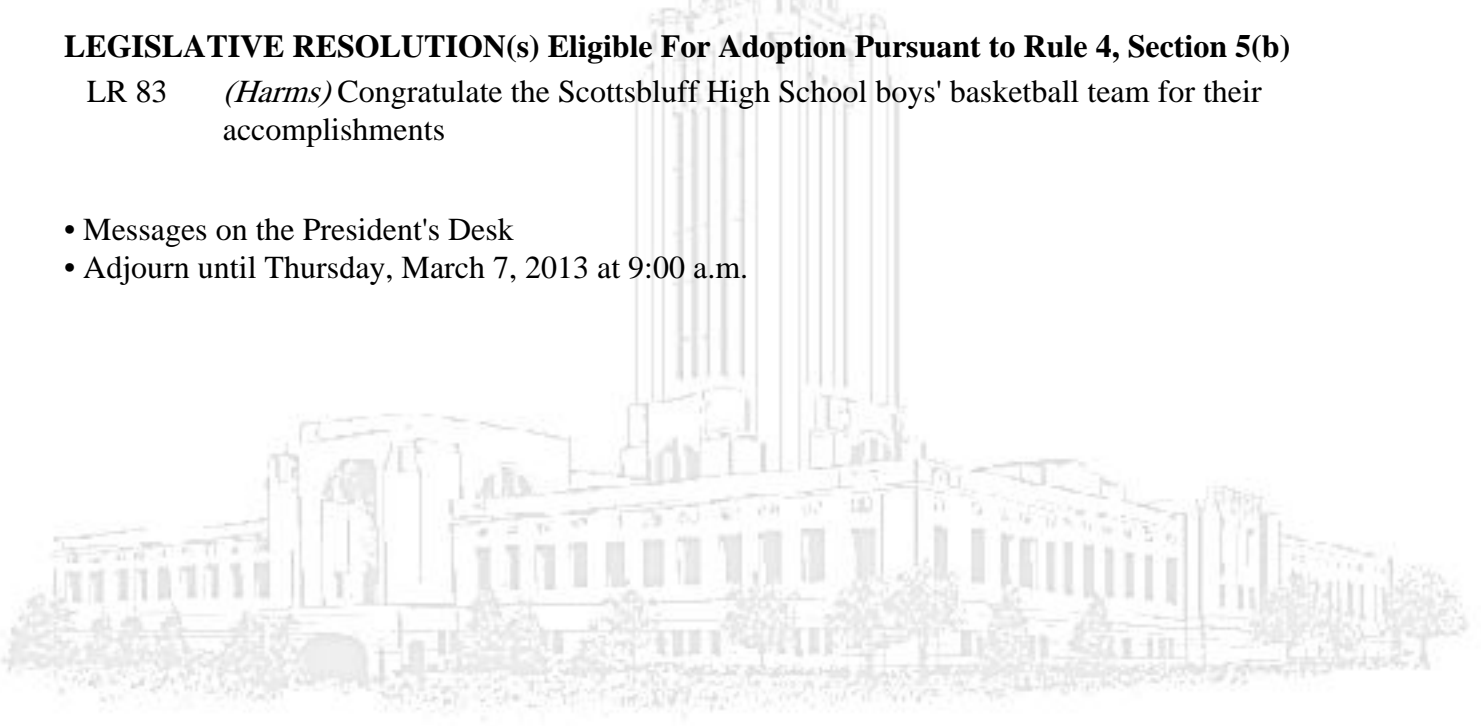 LEGISLATIVE RESOLUTION(s) Eligible For Adoption Pursuant to Rule 4, Section 5(b)
LR 83 (Harms) Congratulate the Scottsbluff High School boys' basketball team for their
accomplishments
• Messages on the President's Desk
• Adjourn until Thursday, March 7, 2013 at 9:00 a.m.